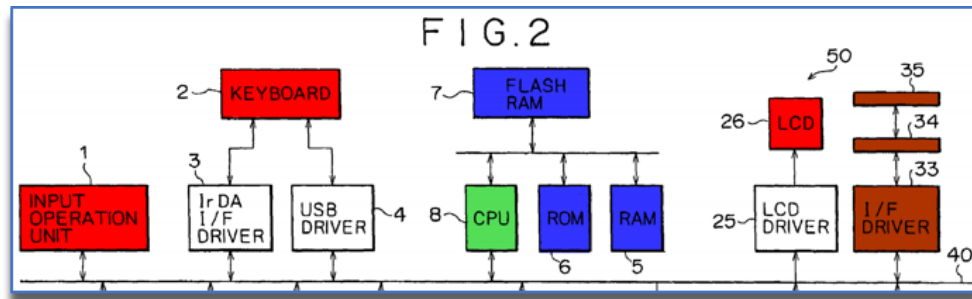 FIG.2
50
35
2
KEYBOARD
7
FLASH
RAM
26
LCD
34
1
3
33
INPUT
OPERATION
UNIT
IrDA
I/F
DRIVER
USB
DRIVER
4
8
CPU
ROM
RAM
25
LCD
DRIVER
I/F
DRIVER
6
5
40